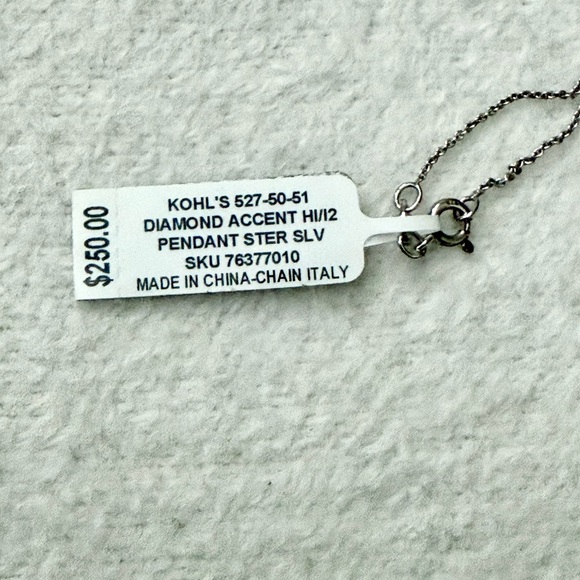 KOHL'S 527-50-51
DIAMOND ACCENT HI/I2
PENDANT STER SLV
SKU 76377010
MADE IN CHINA-CHAIN ITALY
$250.00